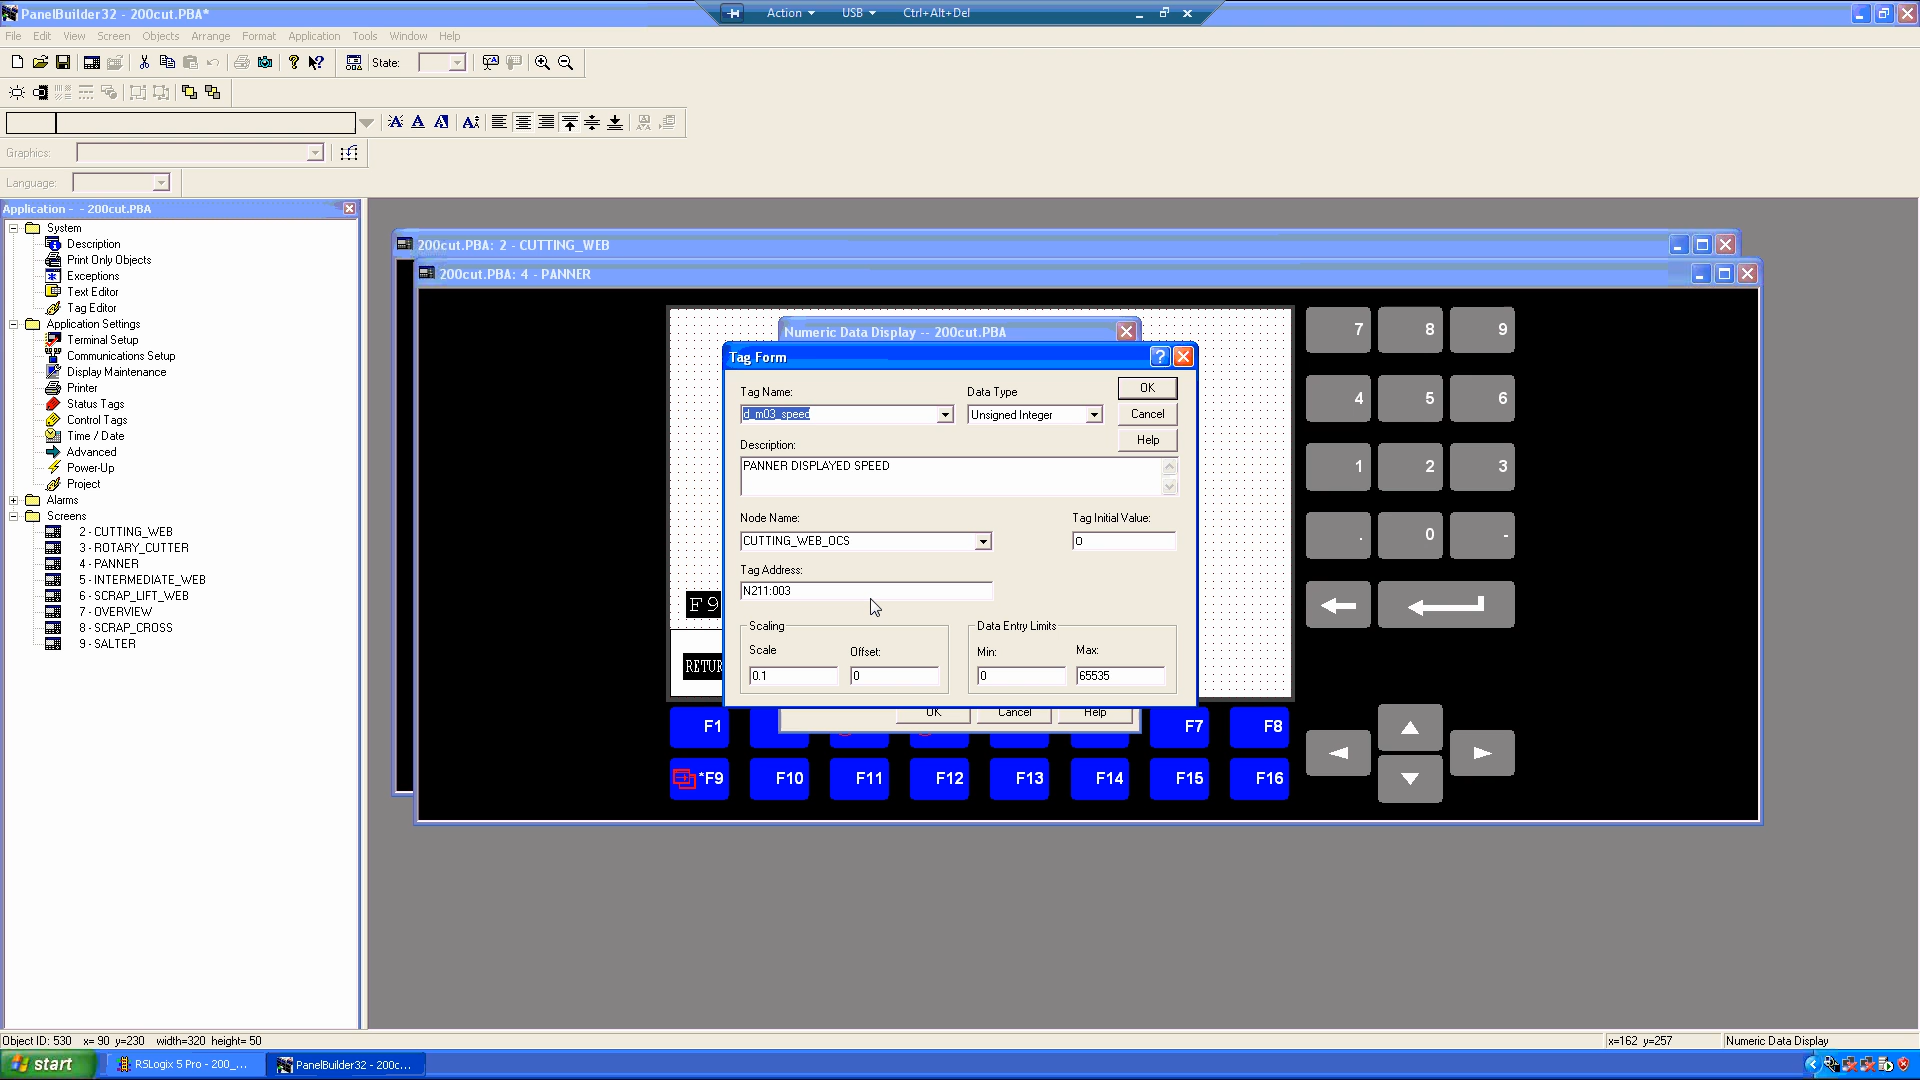 PanelBuilder32 - 200cut.PBA*
Action
USB
Ctrl+Alt+Del
File Edit View Screen Objects Arrange Format Application Tools Window Help
State:
Graphics:
Language:
Application - - 200cut.PBA
System
Description
Print Only Objects
Exceptions
Text Editor
Tag Editor
Application Settings
Terminal Setup
Communications Setup
Display Maintenance
Printer
Status Tags
Control Tags
Time / Date
Advanced
Power-Up
Project
Alarms
Screens
2 - CUTTING_WEB
3 - ROTARY_CUTTER
4 - PANNER
5 - INTERMEDIATE_WEB
6 - SCRAP_LIFT_WEB
7 - OVERVIEW
8 - SCRAP_CROSS
9 - SALTER
200cut.PBA: 2 - CUTTING_WEB
200cut.PBA: 4 - PANNER
Numeric Data Display -- 200cut.PBA
Tag Form
Tag Name:
Data Type
OK
d_m03_speed
Unsigned Integer
Cancel
Help
Description:
PANNER DISPLAYED SPEED
Node Name:
Tag Initial Value:
CUTTING_WEB_OCS
0
Tag Address:
N211:003
Scaling
Data Entry Limits
Scale
Offset:
Min:
Max:
0.1
0
0
65535
OK Cancel Help
F9
RETUR
7 8 9
4 5 6
1 2 3
. 0 -
F1 F7 F8
*F9 F10 F11 F12 F13 F14 F15 F16
Object ID: 530 x= 90 y=230 width=320 height= 50
x=162 y=257
Numeric Data Display
start
RSLogix 5 Pro - 200_...
PanelBuilder32 - 200c...